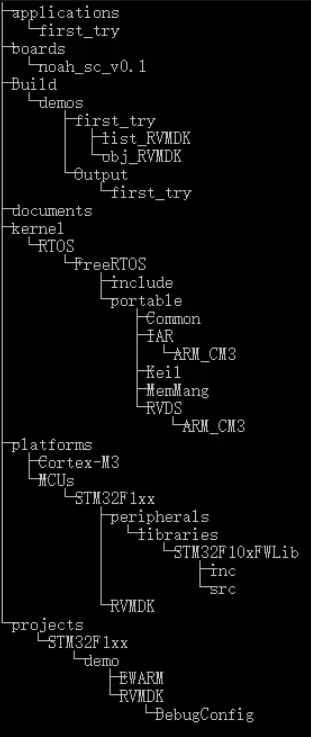 applications
first_try
boards
noah_sc_v0.1
Build
demos
first_try
list_RVMDK
obj_RVMDK
Output
first_try
documents
kernel
RTOS
FreeRTOS
include
portable
Common
IAR
ARM_CM3
Keil
MemMang
RVDS
ARM_CM3
platforms
Cortex-M3
MCUs
STM32F1xx
peripherals
libraries
STM32F10xFWLib
inc
src
RVMDK
projects
STM32F1xx
demo
EWARM
RVMDK
DebugConfig